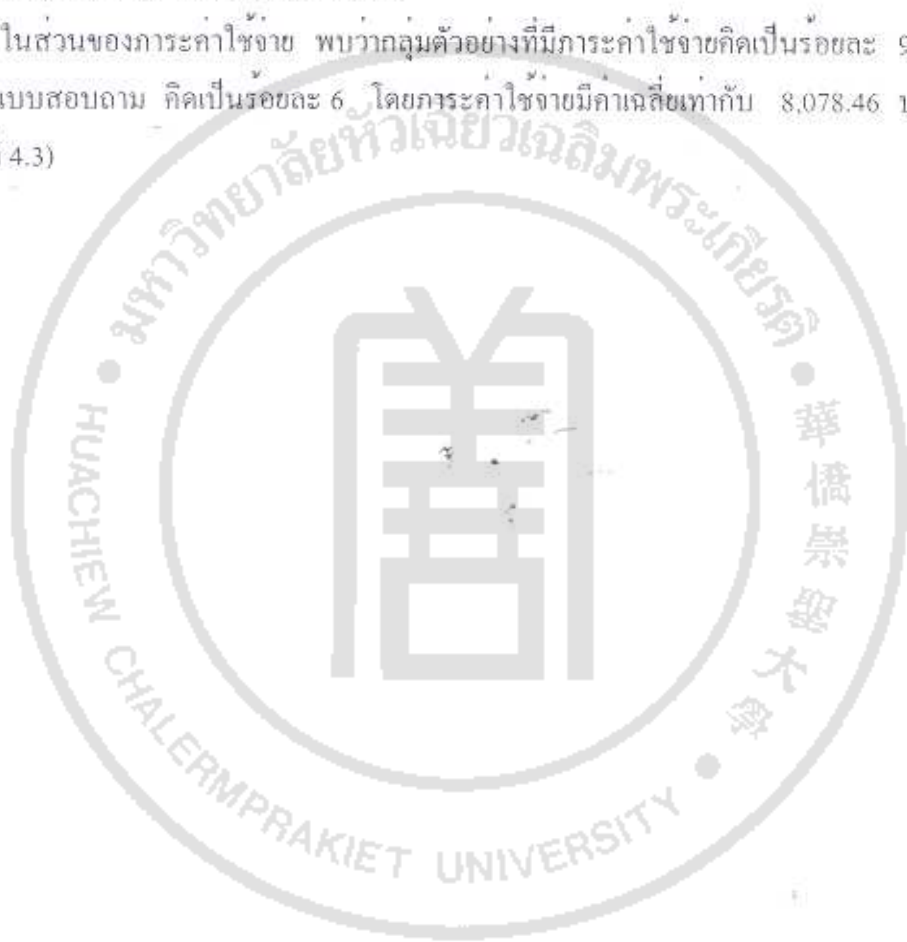 ในส่วนของภาระค่าใช้จ่าย พบว่ากลุ่มตัวอย่างที่มีภาระค่าใช้จ่ายคิดเป็นร้อยละ 9
แบบสอบถาม คิดเป็นร้อยละ 6 โดยภาระค่าใช้จ่ายมีค่าเฉลี่ยเท่ากับ 8,078.46
4.3)
มหาวิทยาลัยหัวเฉียวเฉลิมพระเกียรติ
華僑崇聖大學
HUACHIEW CHALERMPRAKIET UNIVERSITY